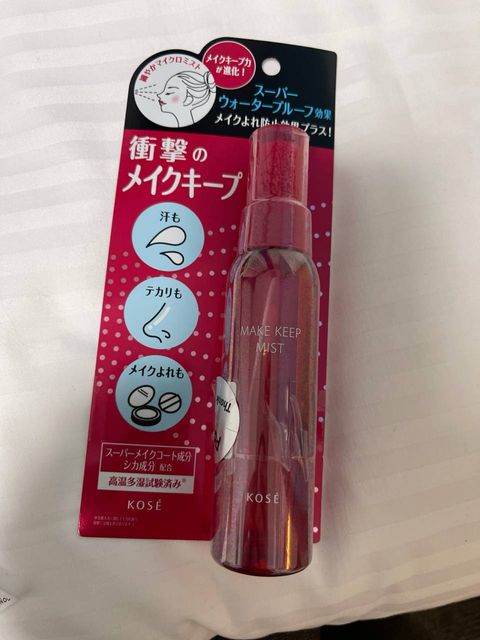 細やかマイクロミスト
メイクキープ力
が進化!
スーパー
ウォータープルーフ効果
メイクよれ防止効果プラス!
衝撃の
メイクキープ
汗も
テカリも
メイクよれも
スーパーメイクコート成分
シカ成分 配合
高温多湿試験済み※
MAKE KEEP
MIST
KOSÉ
KOSÉ